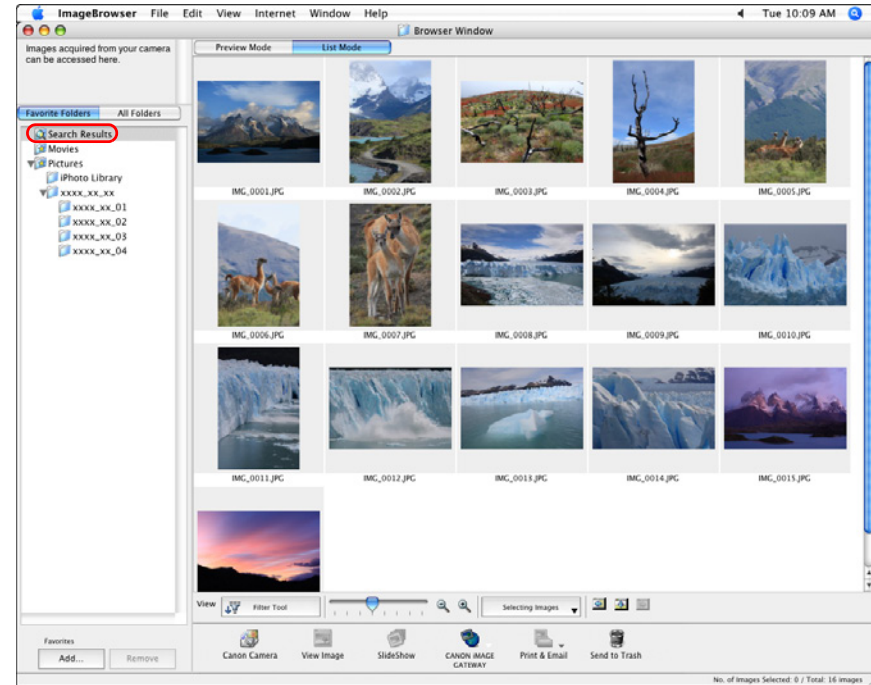 ImageBrowser File Edit View Internet Window Help Tue 10:09 AM
Browser Window
Images acquired from your camera
can be accessed here.
Preview Mode List Mode
Favorite Folders All Folders
Search Results
Movies
Pictures
iPhoto Library
xxxx_xx_xx
xxxx_xx_01
xxxx_xx_02
xxxx_xx_03
xxxx_xx_04
IMG_0001.JPG IMG_0002.JPG IMG_0003.JPG IMG_0004.JPG IMG_0005.JPG
IMG_0006.JPG IMG_0007.JPG IMG_0008.JPG IMG_0009.JPG IMG_0010.JPG
IMG_0011.JPG IMG_0012.JPG IMG_0013.JPG IMG_0014.JPG IMG_0015.JPG
View Filter Tool Selecting Images
Favorites
Add... Remove
Canon Camera View Image SlideShow CANON iMAGE GATEWAY Print & Email Send to Trash
No. of Images Selected: 0 / Total: 16 images